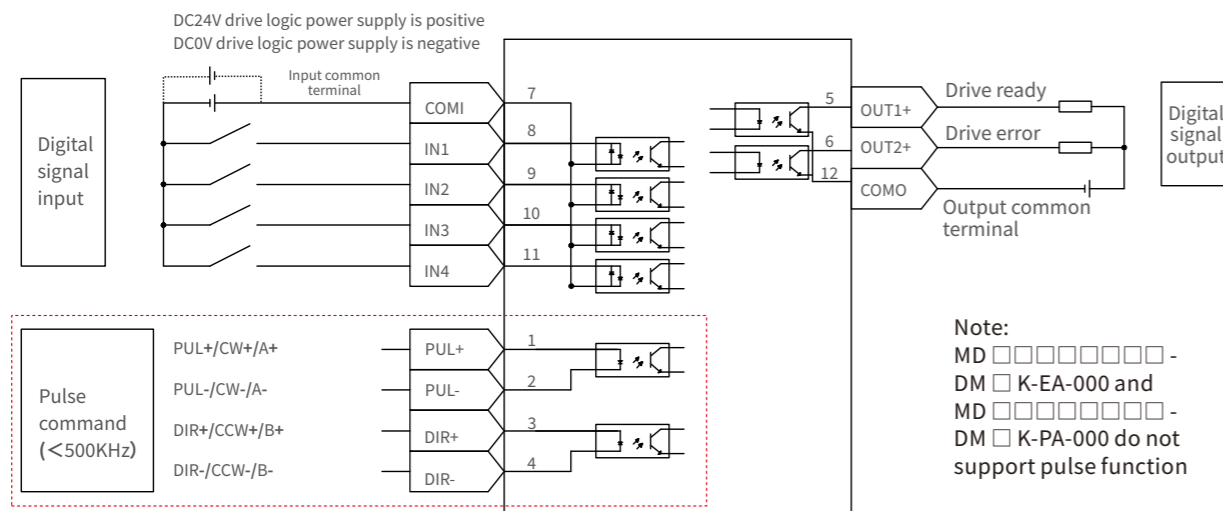 DC24V drive logic power supply is positive
DC0V drive logic power supply is negative
Digital
signal
input
Input common
terminal
COMI
7
IN1
8
IN2
9
IN3
10
IN4
11
5
OUT1+
Drive ready
6
OUT2+
Drive error
12
COMO
Output common
terminal
Digital
signal
output
Pulse
command
(<500KHz)
PUL+/CW+/A+
PUL+
1
PUL-/CW-/A-
PUL-
2
DIR+/CCW+/B+
DIR+
3
DIR-/CCW-/B-
DIR-
4
Note:
MD □□□□□□□□ -
DM □ K-EA-000 and
MD □□□□□□□□ -
DM □ K-PA-000 do not
support pulse function